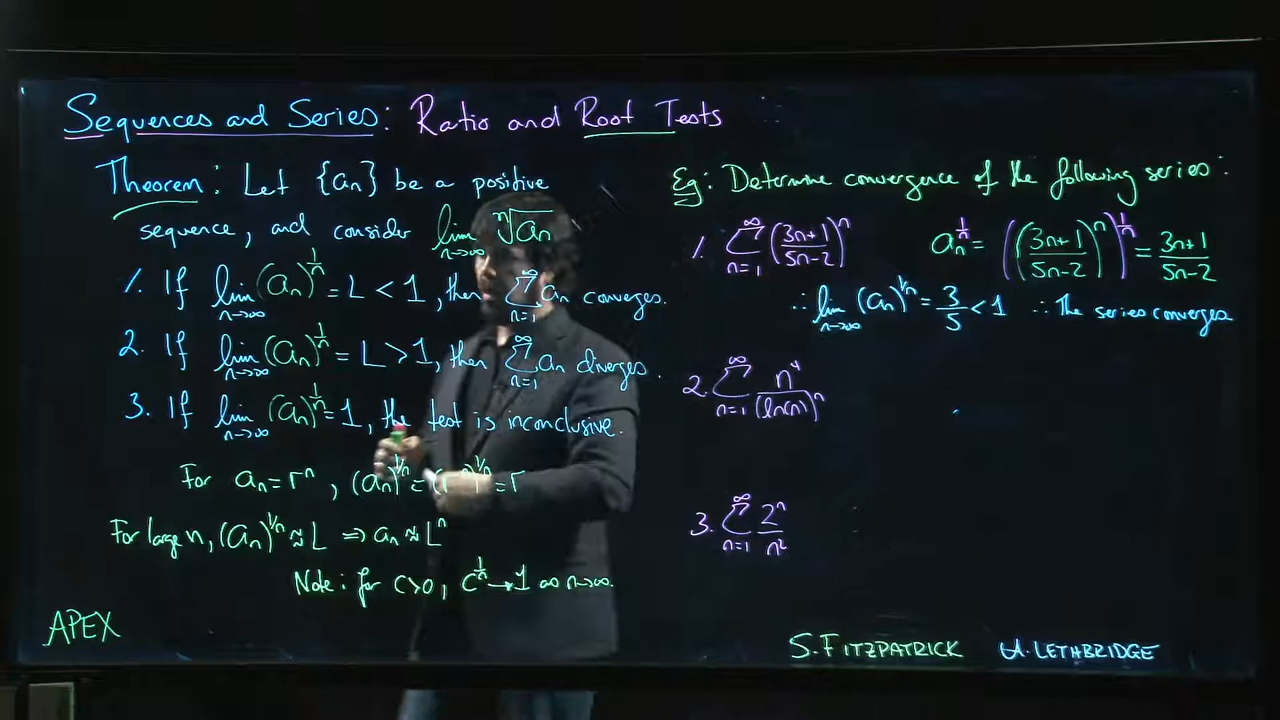 Sequences and Series: Ratio and Root Tests
Theorem: Let {aₙ} be a positive
sequence, and consider lim n→∞ ⁿ√aₙ
1. If lim n→∞ (aₙ)^(1/n) = L < 1, then ∑ n=1 ∞ aₙ converges.
2. If lim n→∞ (aₙ)^(1/n) = L > 1, then ∑ n=1 ∞ aₙ diverges.
3. If lim n→∞ (aₙ)^(1/n) = 1, the test is inconclusive.
For aₙ = rⁿ, (aₙ)^(1/n) = (rⁿ)^(1/n) = r
For large n, (aₙ)^(1/n) ≈ L ⇒ aₙ ≈ Lⁿ
Note: for c>0, c^(1/n) → 1 as n→∞.
APEX
Eg: Determine convergence of the following series:
1. ∑ n=1 ∞ ((3n+1)/(5n-2))ⁿ aₙ^(1/n) = (((3n+1)/(5n-2))ⁿ)^(1/n) = (3n+1)/(5n-2)
∴ lim n→∞ (aₙ)^(1/n) = 3/5 < 1 ∴ the series converges
2. ∑ n=1 ∞ n⁴/(ln(n))ⁿ
3. ∑ n=1 ∞ 2ⁿ/n²
S. FITZPATRICK U. LETHBRIDGE